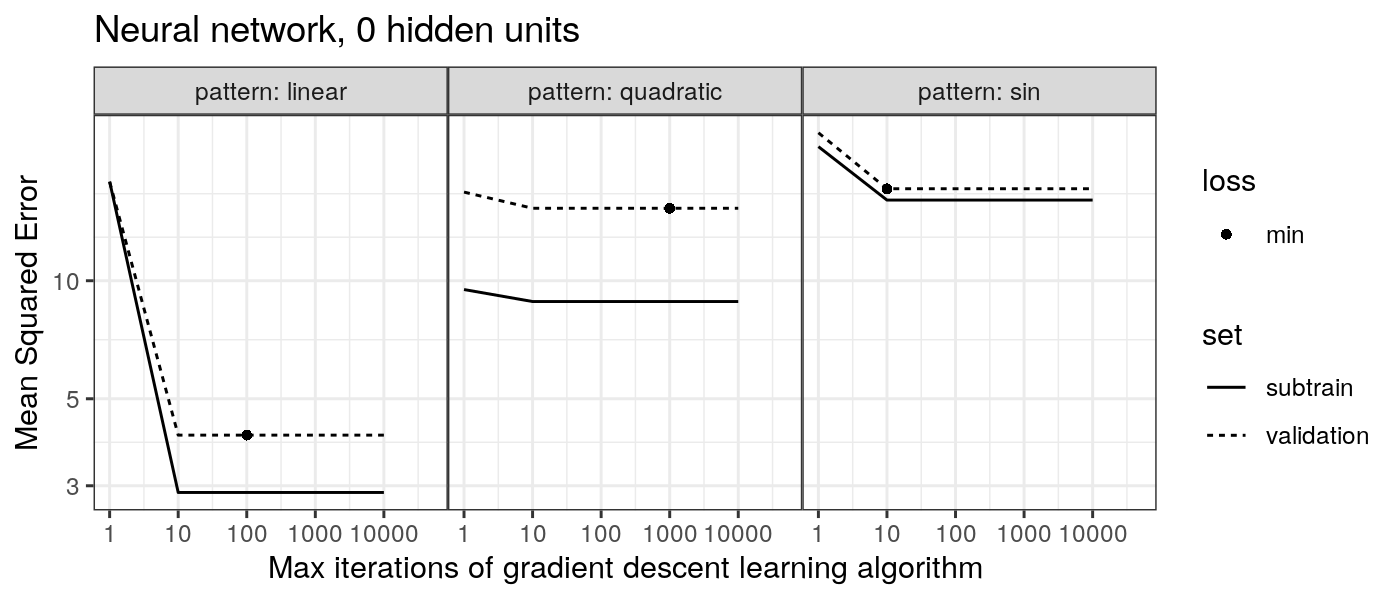 Neural network, 0 hidden units
pattern: linear
pattern: quadratic
pattern: sin
Mean Squared Error
10
5
3
1 10 100 1000 10000
1 10 100 1000 10000
1 10 100 1000 10000
Max iterations of gradient descent learning algorithm
loss
min
set
subtrain
validation